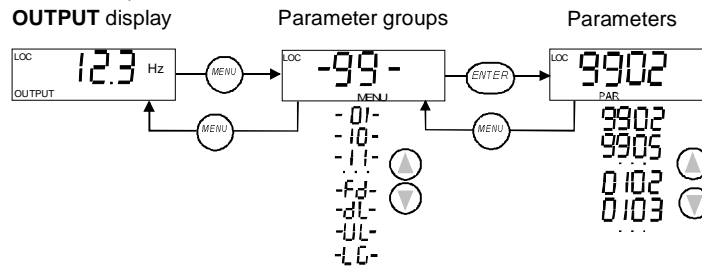 OUTPUT display Parameter groups Parameters
LOC 12.3 Hz MENU LOC -99- ENTER LOC 9902
OUTPUT MENU PAR
MENU MENU
-01-
-10-
-11-
...
-Fd-
-dL-
-UL-
-LG-
9902
9905
...
0102
0103
...